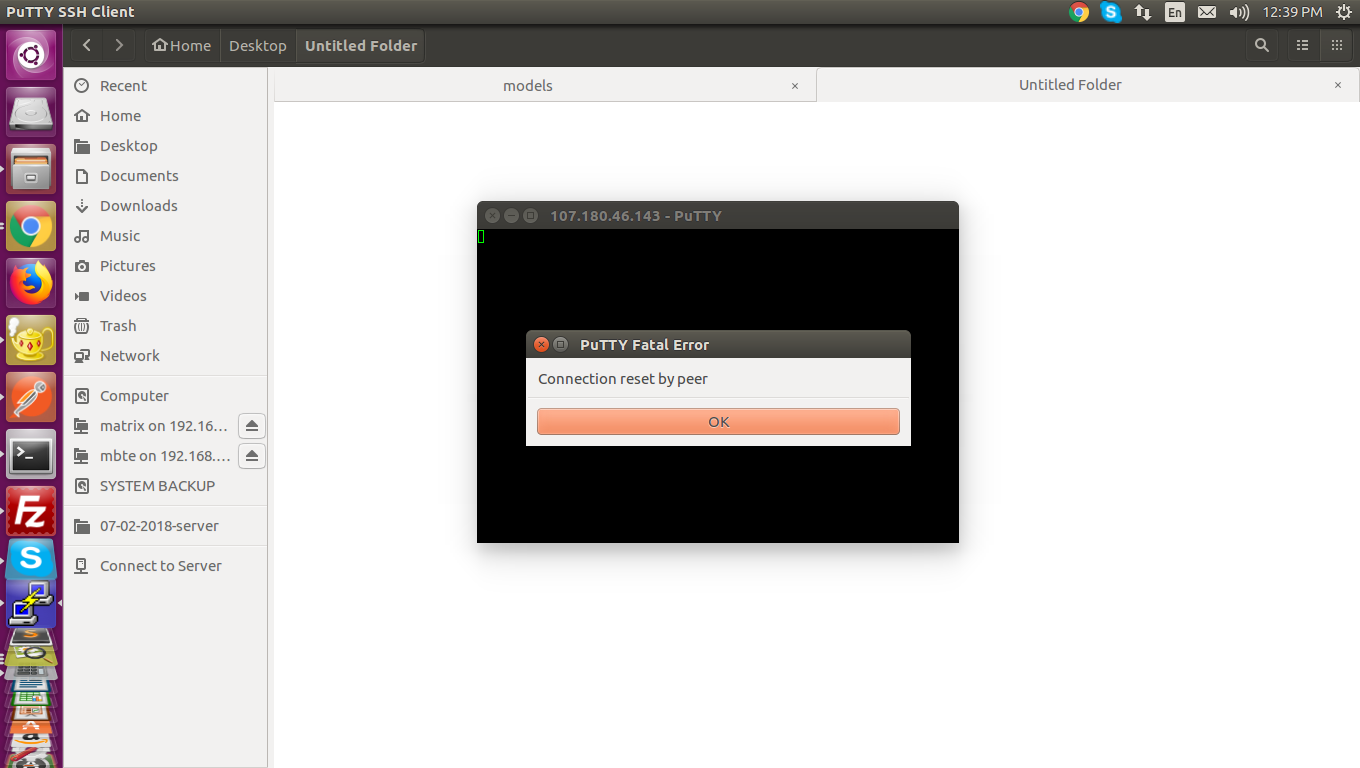 PuTTY SSH Client
En
12:39 PM
Home
Desktop
Untitled Folder
models
Untitled Folder
Recent
Home
Desktop
Documents
Downloads
Music
Pictures
Videos
Trash
Network
Computer
matrix on 192.16...
mbte on 192.168....
SYSTEM BACKUP
07-02-2018-server
Connect to Server
107.180.46.143 - PuTTY
PuTTY Fatal Error
Connection reset by peer
OK